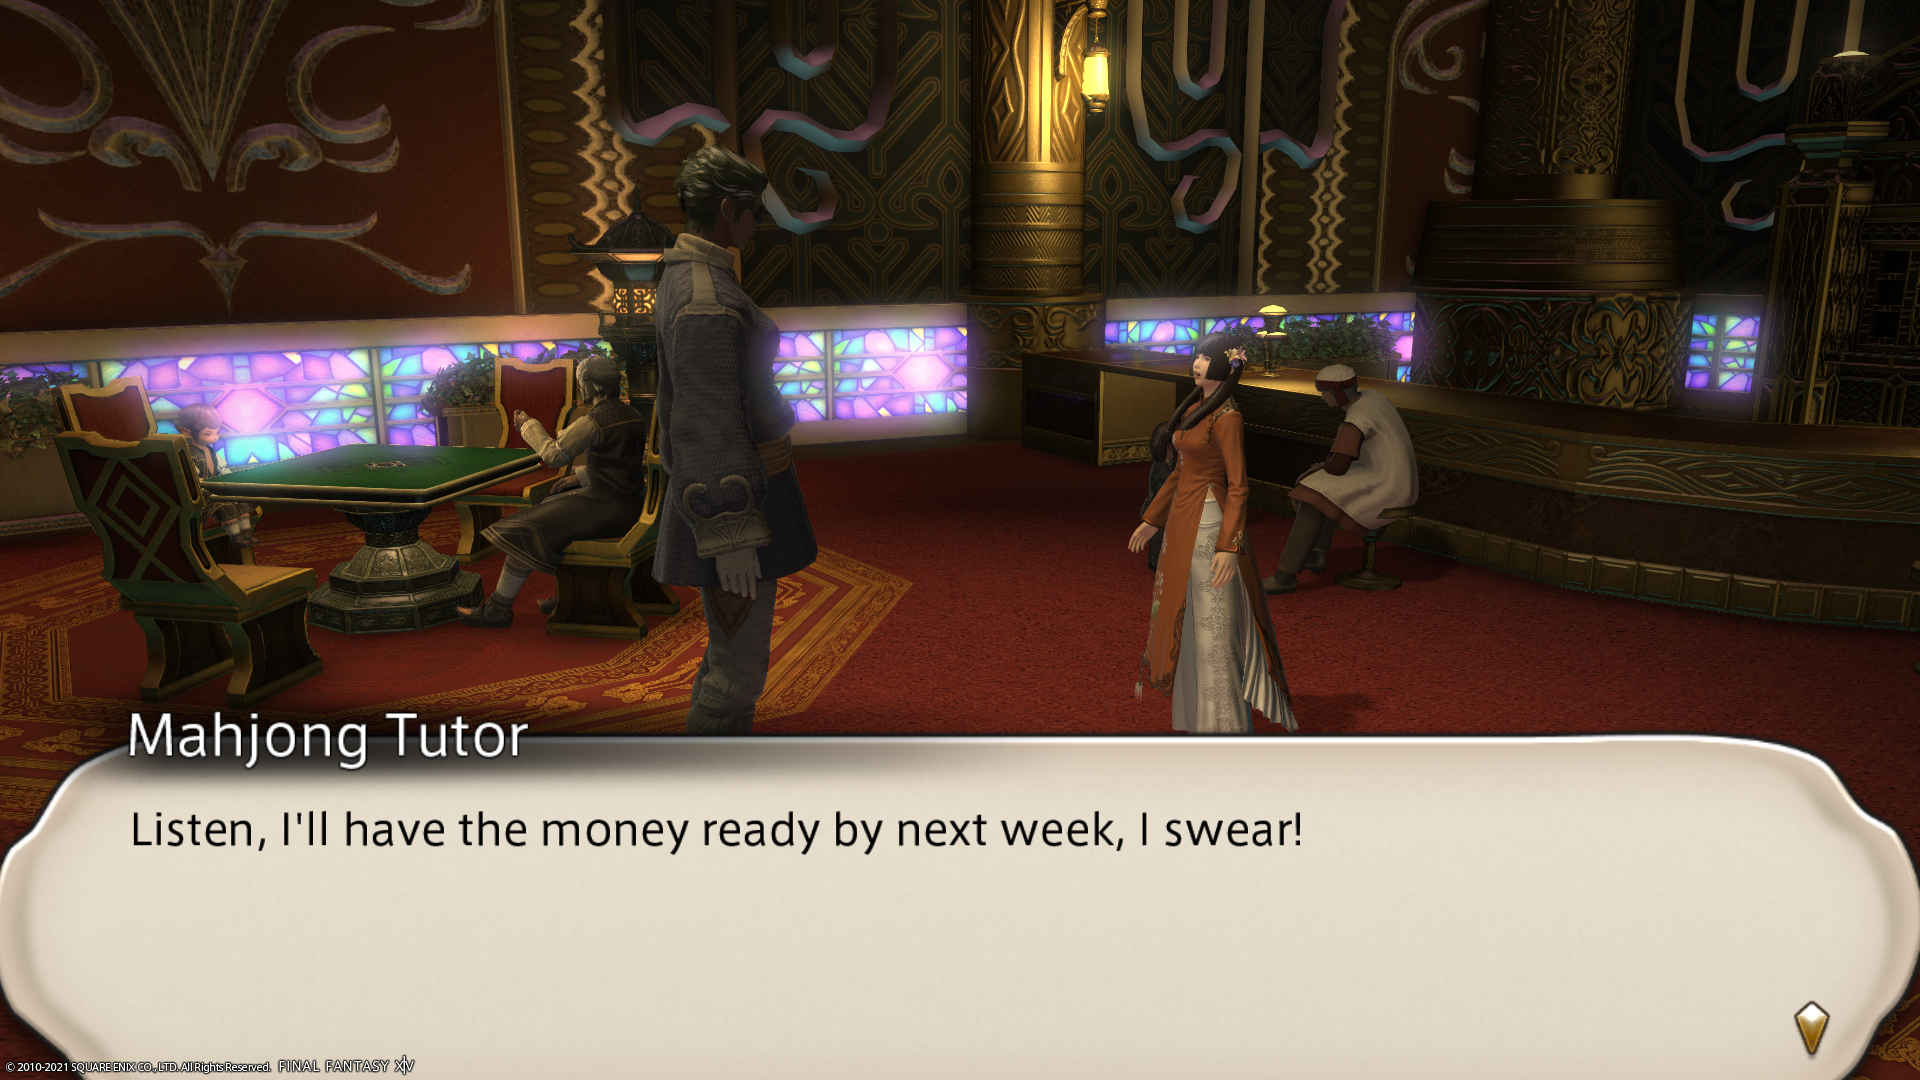 Mahjong Tutor
Listen, I'll have the money ready by next week, I swear!
© 2010-2021 SQUARE ENIX CO., LTD. All Rights Reserved. FINAL FANTASY XIV